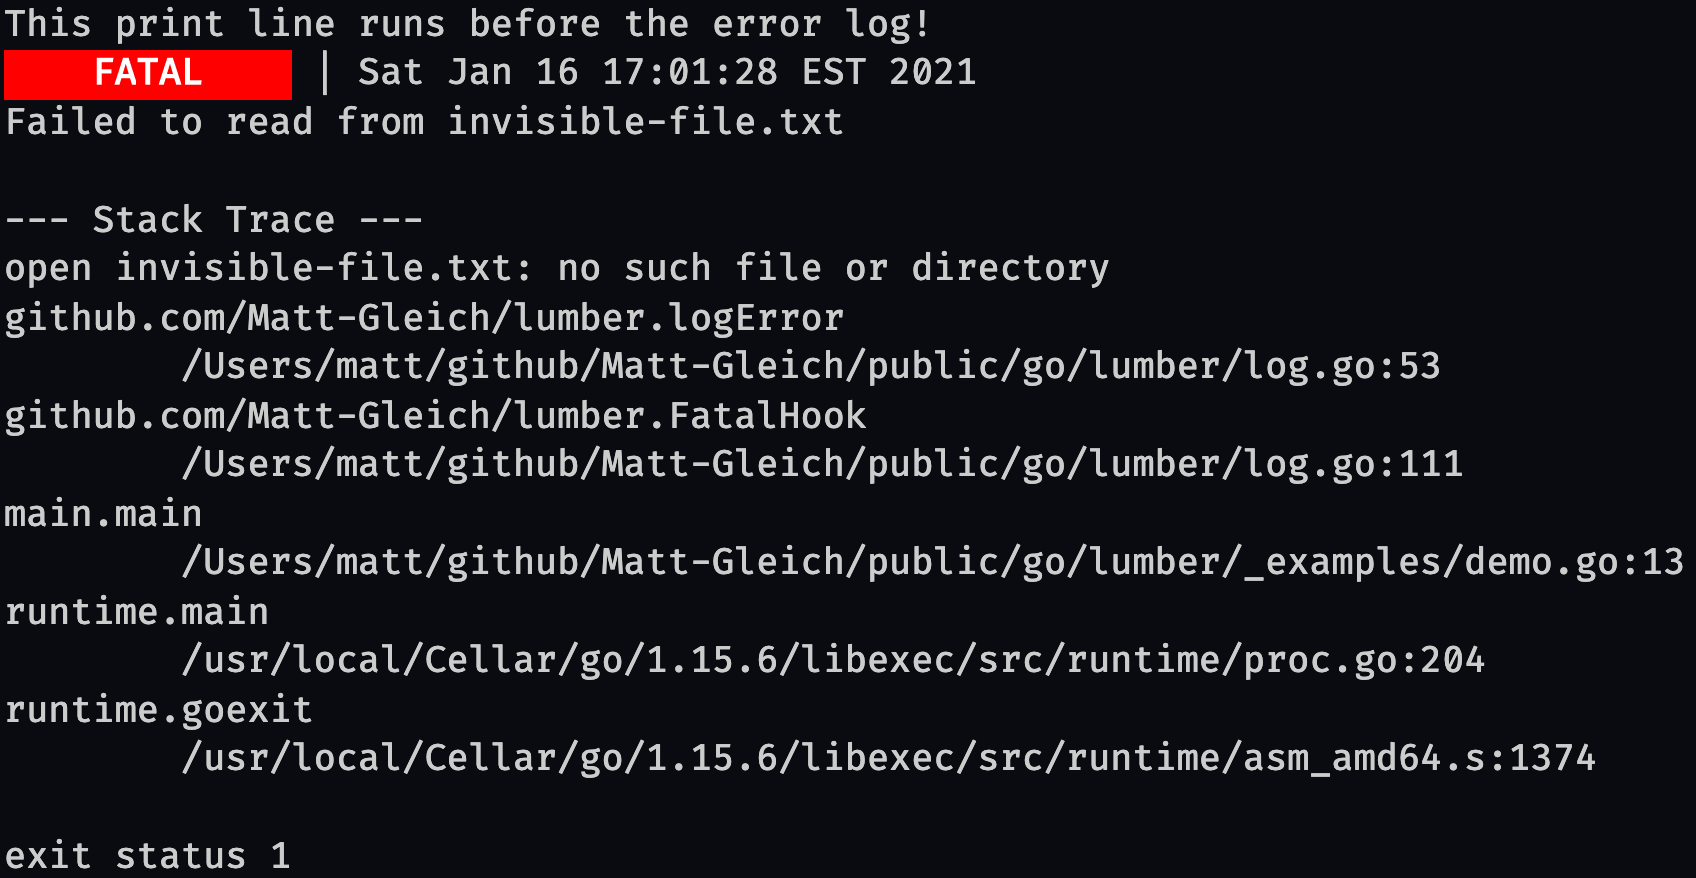 This print line runs before the error log!
FATAL | Sat Jan 16 17:01:28 EST 2021
Failed to read from invisible-file.txt
--- Stack Trace ---
open invisible-file.txt: no such file or directory
github.com/Matt-Gleich/lumber.logError
/Users/matt/github/Matt-Gleich/public/go/lumber/log.go:53
github.com/Matt-Gleich/lumber.FatalHook
/Users/matt/github/Matt-Gleich/public/go/lumber/log.go:111
main.main
/Users/matt/github/Matt-Gleich/public/go/lumber/_examples/demo.go:13
runtime.main
/usr/local/Cellar/go/1.15.6/libexec/src/runtime/proc.go:204
runtime.goexit
/usr/local/Cellar/go/1.15.6/libexec/src/runtime/asm_amd64.s:1374
exit status 1